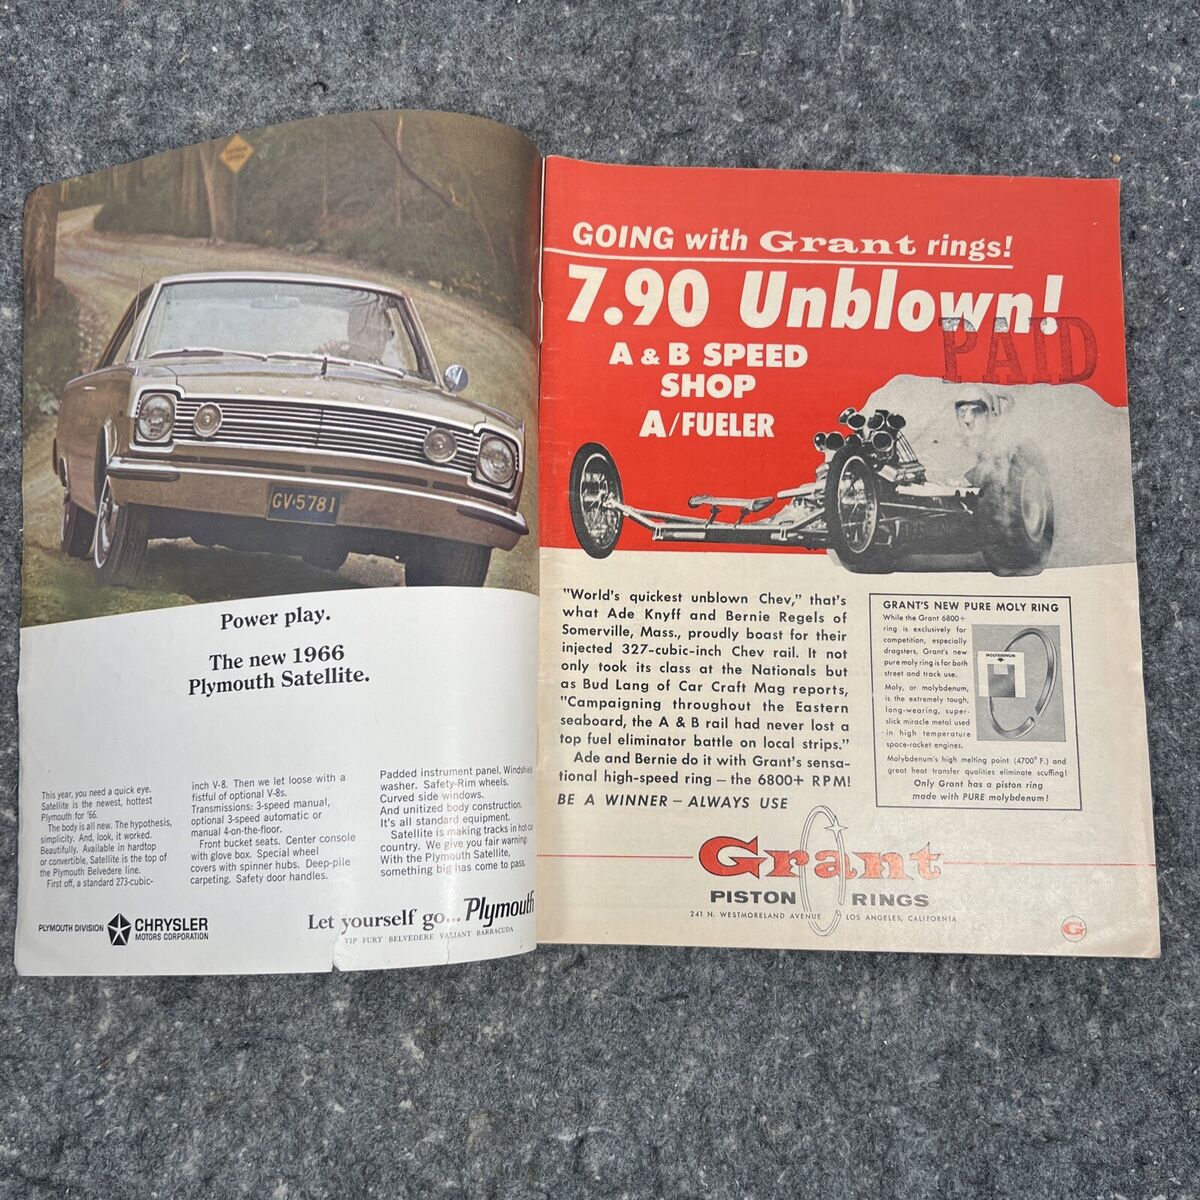 PLYMOUTH
GV·5781
Power play.
The new 1966
Plymouth Satellite.
This year, you need a quick eye.
Satellite is the newest, hottest
Plymouth for '66.
The body is all new. The hypothesis,
simplicity. And, look, it worked.
Beautifully. Available in hardtop
or convertible, Satellite is the top of
the Plymouth Belvedere line.
First off, a standard 273-cubic-
inch V-8. Then we let loose with a
fistful of optional V-8s.
Transmissions: 3-speed manual,
optional 3-speed automatic or
manual 4-on-the-floor.
Front bucket seats. Center console
with glove box. Special wheel
covers with spinner hubs. Deep-pile
carpeting. Safety door handles.
Padded instrument panel. Windshield
washer. Safety-Rim wheels.
Curved side windows.
And unitized body construction.
It's all standard equipment.
Satellite is making tracks in hot-car
country. We give you fair warning.
With the Plymouth Satellite,
something big has come to pass.
PLYMOUTH DIVISION CHRYSLER
MOTORS CORPORATION
Let yourself go... Plymouth
VIP FURY BELVEDERE VALIANT BARRACUDA
GOING with Grant rings!
7.90 Unblown!
PAID
A & B SPEED
SHOP
A/FUELER
"World's quickest unblown Chev," that's
what Ade Knyff and Bernie Regels of
Somerville, Mass., proudly boast for their
injected 327-cubic-inch Chev rail. It not
only took its class at the Nationals but
as Bud Lang of Car Craft Mag reports,
"Campaigning throughout the Eastern
seaboard, the A & B rail had never lost a
top fuel eliminator battle on local strips."
Ade and Bernie do it with Grant's sensa-
tional high-speed ring — the 6800+ RPM!
BE A WINNER — ALWAYS USE
GRANT'S NEW PURE MOLY RING
While the Grant 6800+
ring is exclusively for
competition, especially
dragsters, Grant's new
pure moly ring is for both
street and track use.
Moly, or molybdenum,
is the extremely tough,
long-wearing, super-
slick miracle metal used
in high temperature
space-rocket engines.
MOLYBDENUM
Molybdenum's high melting point (4700° F.) and
great heat transfer qualities eliminate scuffing!
Only Grant has a piston ring
made with PURE molybdenum!
Grant
PISTON RINGS
241 N. WESTMORELAND AVENUE LOS ANGELES, CALIFORNIA
G